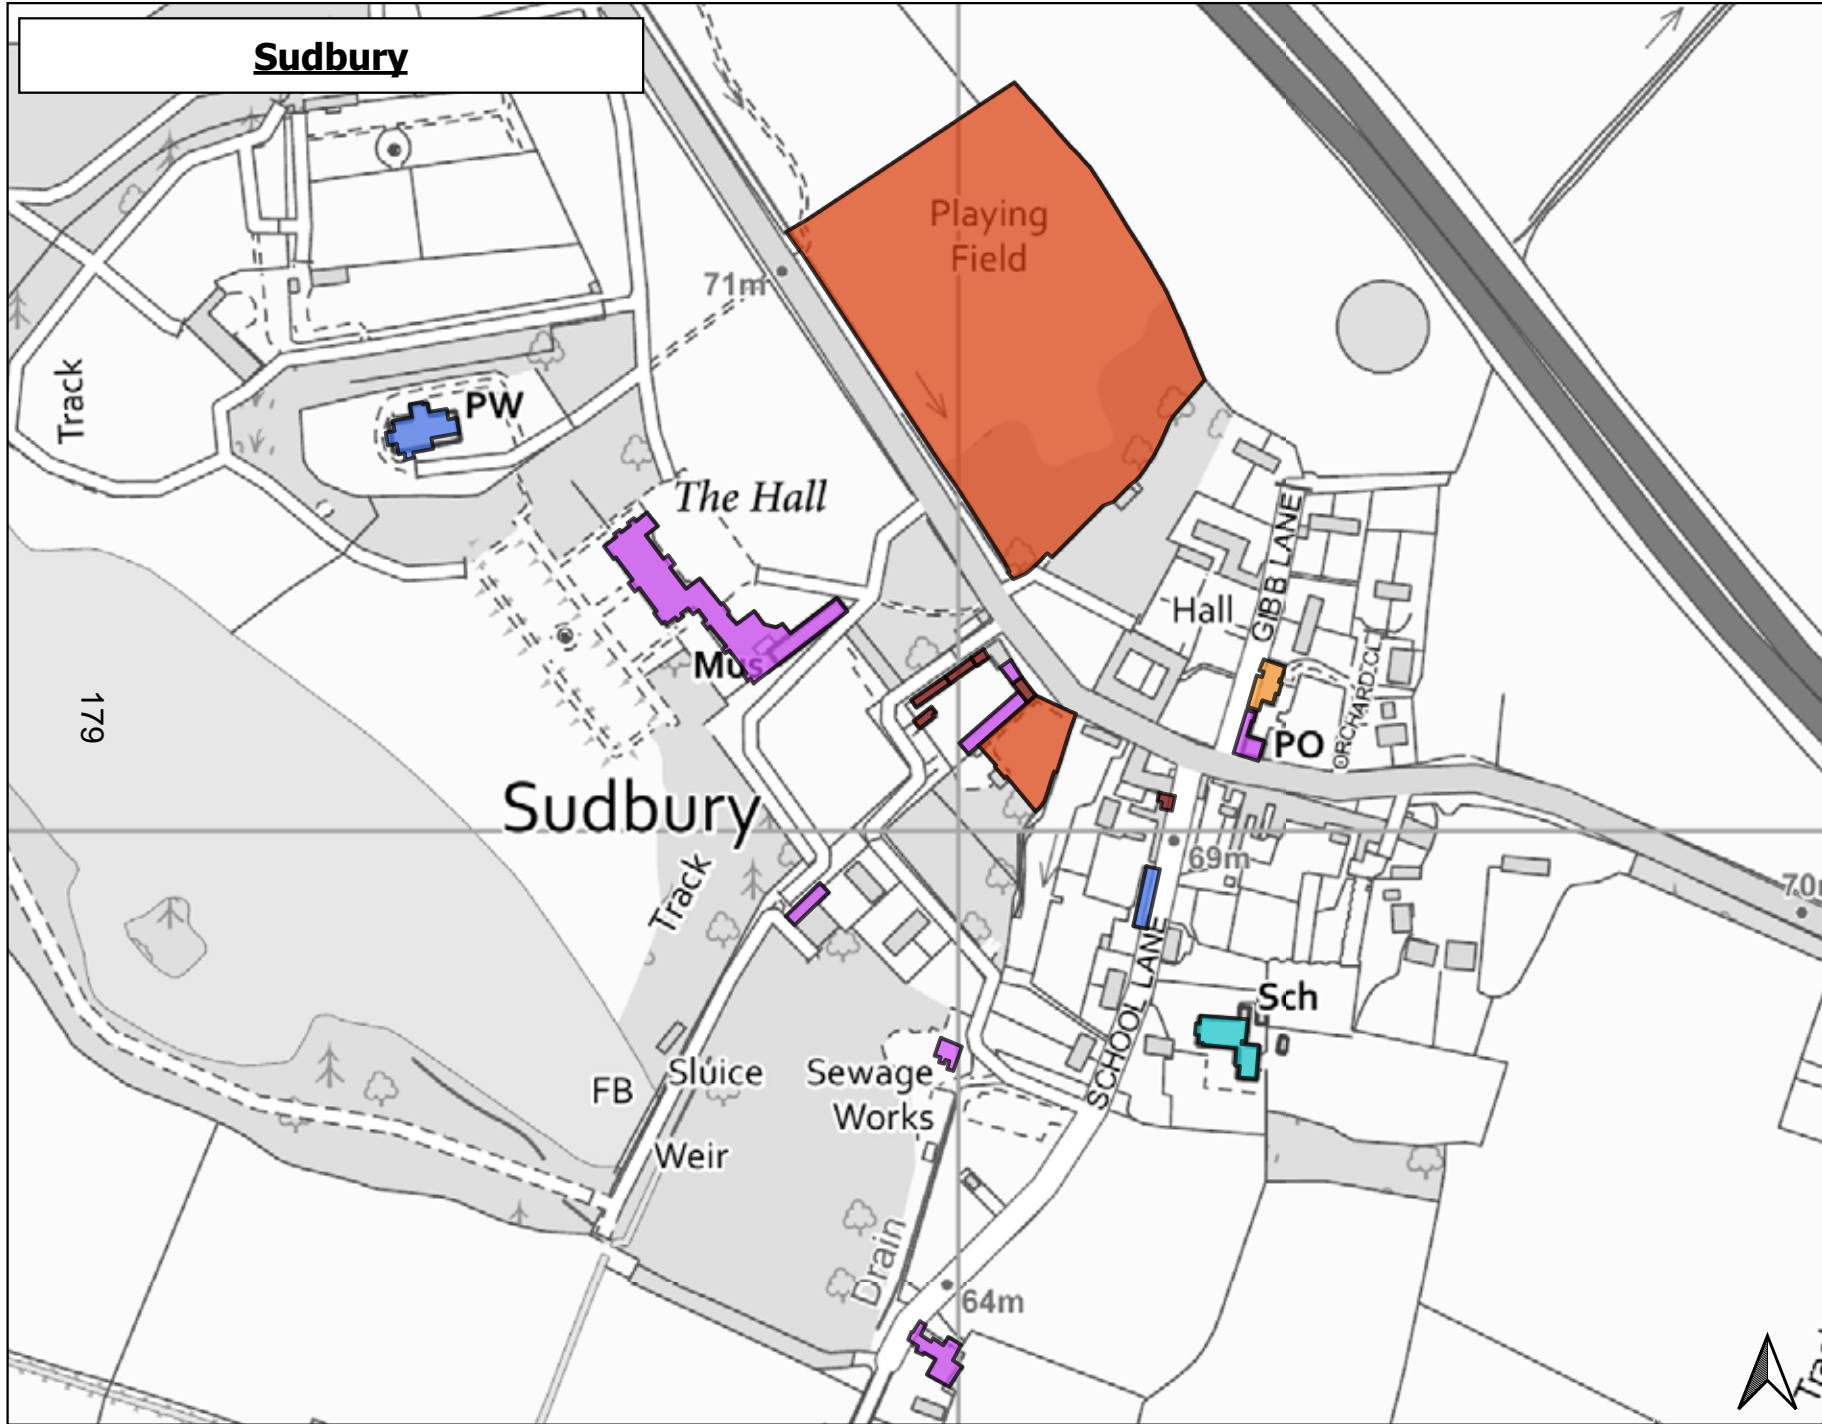 Sudbury
Playing
Field
71m
Track
PW
The Hall
GIBB LANE
Hall
Mus
ORCHARD CL
PO
179
Sudbury
69m
Track
70
SCHOOL LANE
Sch
Sluice
Sewage
FB
Works
Weir
Drain
64m